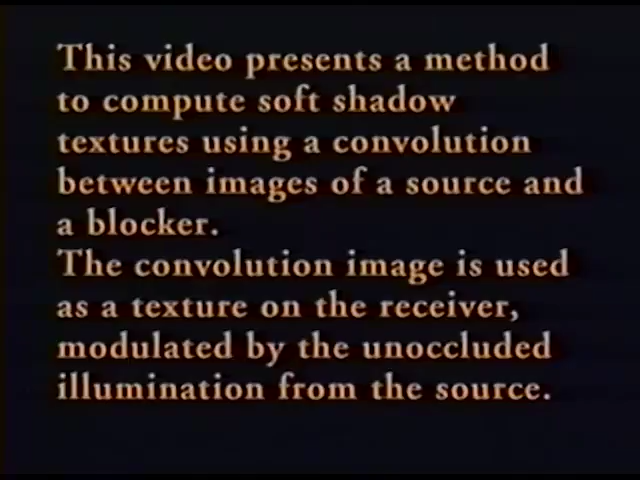 This video presents a method
to compute soft shadow
textures using a convolution
between images of a source and
a blocker.
The convolution image is used
as a texture on the receiver,
modulated by the unoccluded
illumination from the source.